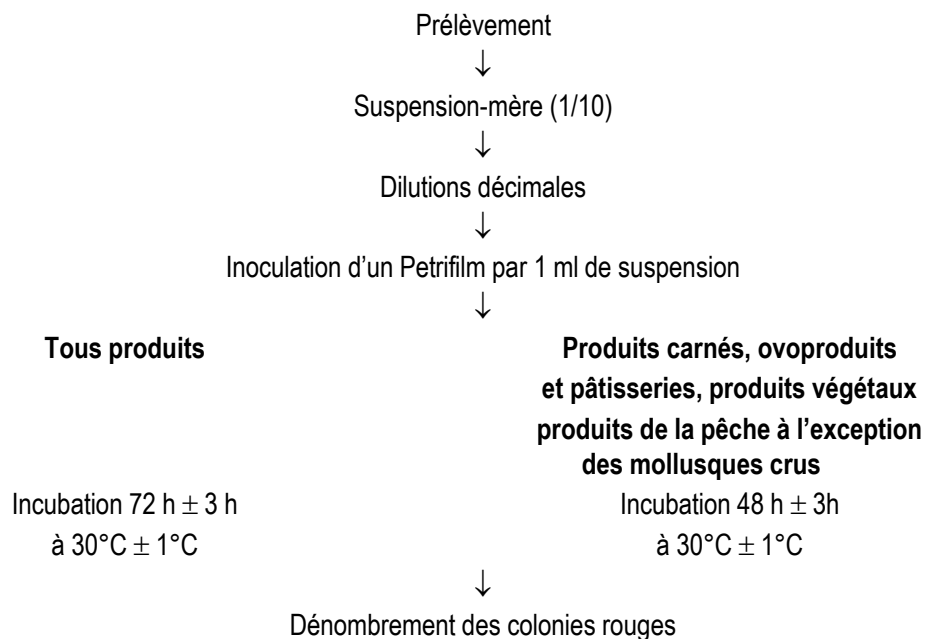 Prélèvement
↓
Suspension-mère (1/10)
↓
Dilutions décimales
↓
Inoculation d'un Petrifilm par 1 ml de suspension
↓
Tous produits
Incubation 72 h ± 3 h
à 30°C ± 1°C
Produits carnés, ovoproduits
et pâtisseries, produits végétaux
produits de la pêche à l'exception
des mollusques crus
Incubation 48 h ± 3h
à 30°C ± 1°C
↓
Dénombrement des colonies rouges